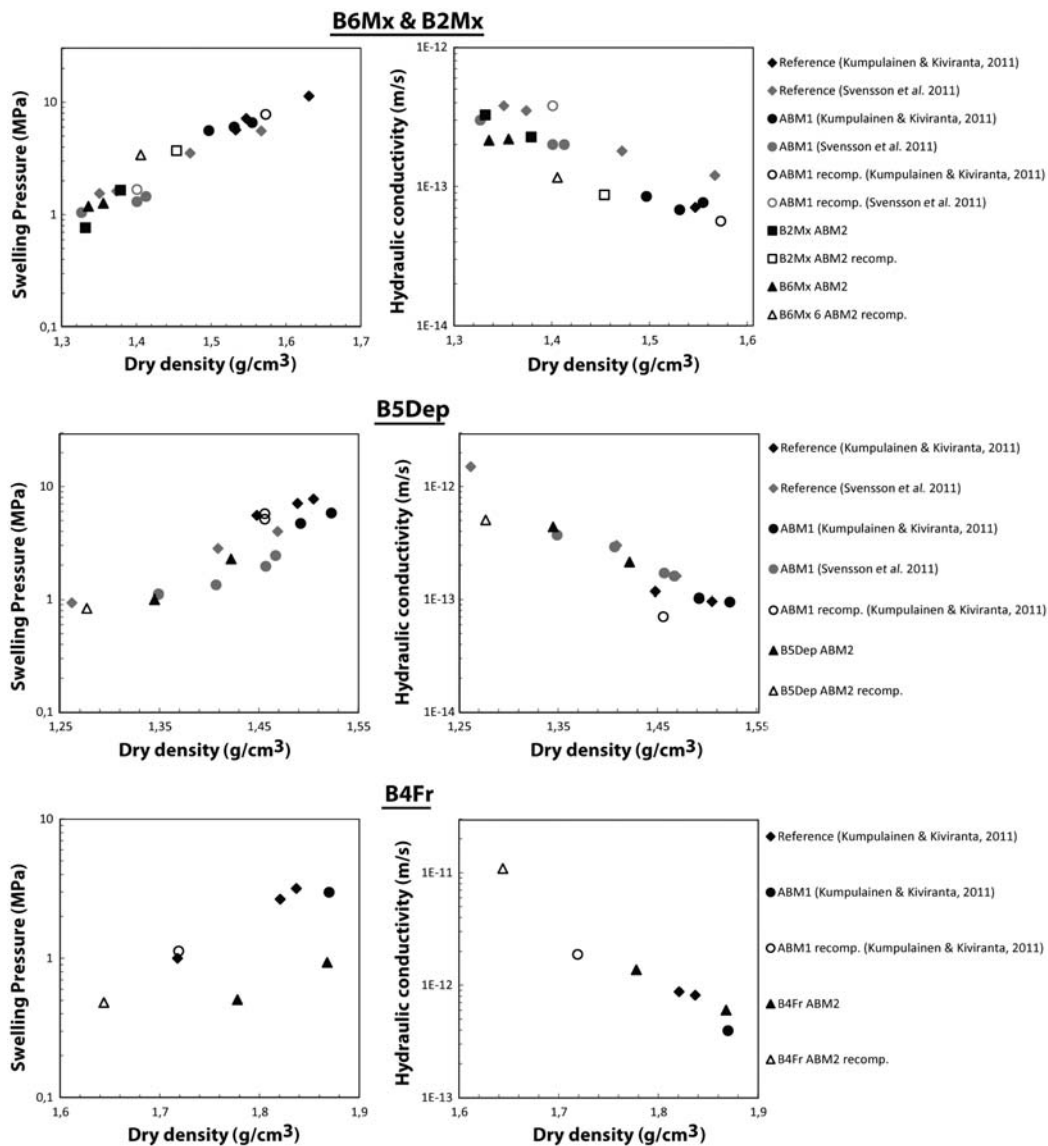 B6Mx & B2Mx
Swelling Pressure (MPa)
10
1
0,1
1,3
1,4
1,5
1,6
1,7
Dry density (g/cm3)
Hydraulic conductivity (m/s)
1E-12
1E-13
1E-14
1,3
1,4
1,5
1,6
Dry density (g/cm3)
Reference (Kumpulainen & Kiviranta, 2011)
Reference (Svensson et al. 2011)
ABM1 (Kumpulainen & Kiviranta, 2011)
ABM1 (Svensson et al. 2011)
ABM1 recomp. (Kumpulainen & Kiviranta, 2011)
ABM1 recomp. (Svensson et al. 2011)
B2Mx ABM2
B2Mx ABM2 recomp.
B6Mx ABM2
B6Mx 6 ABM2 recomp.
B5Dep
Swelling Pressure (MPa)
10
1
0,1
1,25
1,35
1,45
1,55
Dry density (g/cm3)
Hydraulic conductivity (m/s)
1E-12
1E-13
1E-14
1,25
1,35
1,45
1,55
Dry density (g/cm3)
Reference (Kumpulainen & Kiviranta, 2011)
Reference (Svensson et al. 2011)
ABM1 (Kumpulainen & Kiviranta, 2011)
ABM1 (Svensson et al. 2011)
ABM1 recomp. (Kumpulainen & Kiviranta, 2011)
B5Dep ABM2
B5Dep ABM2 recomp.
B4Fr
Swelling Pressure (MPa)
10
1
0,1
1,6
1,7
1,8
1,9
Dry density (g/cm3)
Hydraulic conductivity (m/s)
1E-11
1E-12
1E-13
1,6
1,7
1,8
1,9
Dry density (g/cm3)
Reference (Kumpulainen & Kiviranta, 2011)
ABM1 (Kumpulainen & Kiviranta, 2011)
ABM1 recomp. (Kumpulainen & Kiviranta, 2011)
B4Fr ABM2
B4Fr ABM2 recomp.